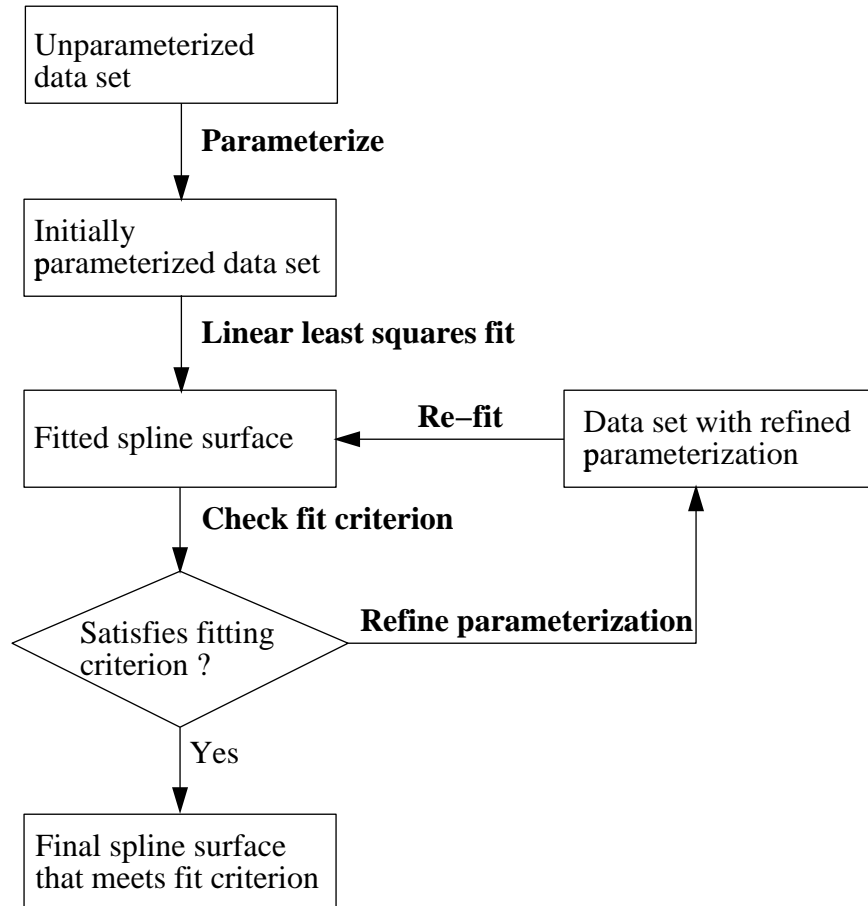 Unparameterized
data set
Parameterize
Initially
parameterized data set
Linear least squares fit
Fitted spline surface
Re−fit
Data set with refined
parameterization
Check fit criterion
Satisfies fitting
criterion ?
Refine parameterization
Yes
Final spline surface
that meets fit criterion